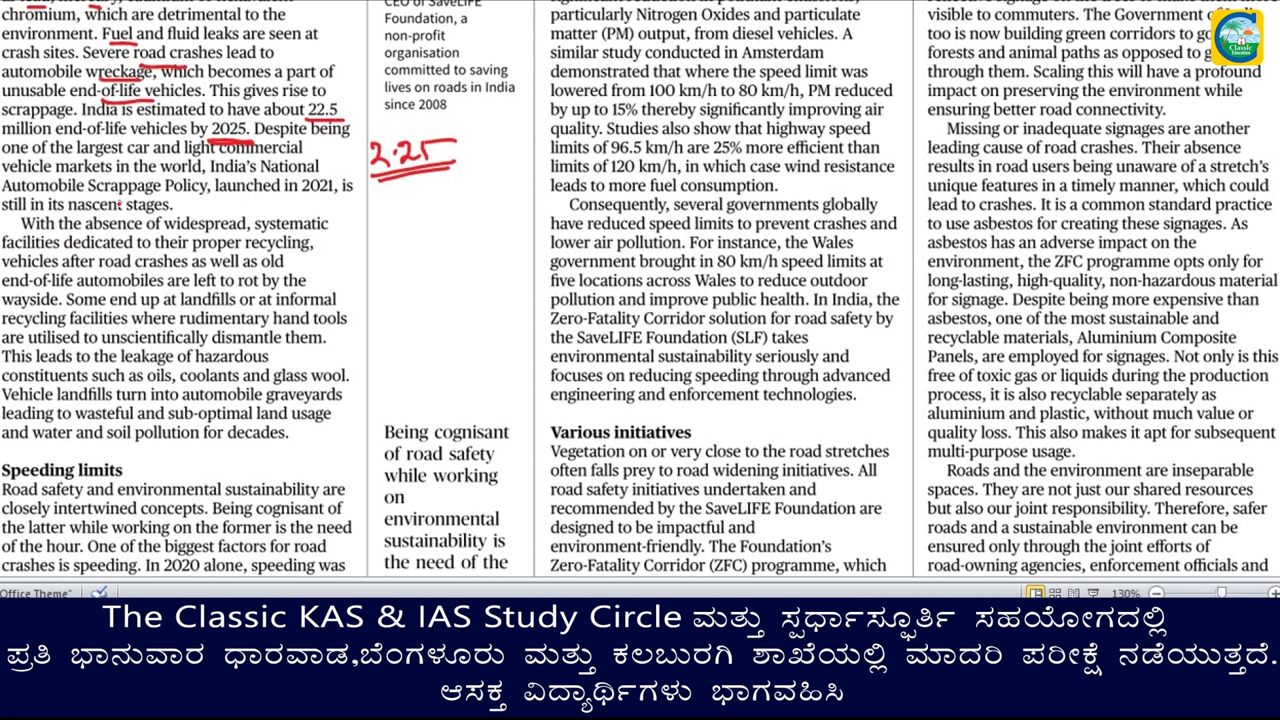 chromium, which are detrimental to the
environment. Fuel and fluid leaks are seen at
crash sites. Severe road crashes lead to
automobile wreckage, which becomes a part of
unusable end-of-life vehicles. This gives rise to
scrappage. India is estimated to have about 22.5
million end-of-life vehicles by 2025. Despite being
one of the largest car and light commercial
vehicle markets in the world, India's National
Automobile Scrappage Policy, launched in 2021, is
still in its nascent stages.
With the absence of widespread, systematic
facilities dedicated to their proper recycling,
vehicles after road crashes as well as old
end-of-life automobiles are left to rot by the
wayside. Some end up at landfills or at informal
recycling facilities where rudimentary hand tools
are utilised to unscientifically dismantle them.
This leads to the leakage of hazardous
constituents such as oils, coolants and glass wool.
Vehicle landfills turn into automobile graveyards
leading to wasteful and sub-optimal land usage
and water and soil pollution for decades.
Speeding limits
Road safety and environmental sustainability are
closely intertwined concepts. Being cognisant of
the latter while working on the former is the need
of the hour. One of the biggest factors for road
crashes is speeding. In 2020 alone, speeding was
CEO of SaveLIFE
Foundation, a
non-profit
organisation
committed to saving
lives on roads in India
since 2008
2.25
Being cognisant
of road safety
while working
on
environmental
sustainability is
the need of the
particularly Nitrogen Oxides and particulate
matter (PM) output, from diesel vehicles. A
similar study conducted in Amsterdam
demonstrated that where the speed limit was
lowered from 100 km/h to 80 km/h, PM reduced
by up to 15% thereby significantly improving air
quality. Studies also show that highway speed
limits of 96.5 km/h are 25% more efficient than
limits of 120 km/h, in which case wind resistance
leads to more fuel consumption.
Consequently, several governments globally
have reduced speed limits to prevent crashes and
lower air pollution. For instance, the Wales
government brought in 80 km/h speed limits at
five locations across Wales to reduce outdoor
pollution and improve public health. In India, the
Zero-Fatality Corridor solution for road safety by
the SaveLIFE Foundation (SLF) takes
environmental sustainability seriously and
focuses on reducing speeding through advanced
engineering and enforcement technologies.
Various initiatives
Vegetation on or very close to the road stretches
often falls prey to road widening initiatives. All
road safety initiatives undertaken and
recommended by the SaveLIFE Foundation are
designed to be impactful and
environment-friendly. The Foundation's
Zero-Fatality Corridor (ZFC) programme, which
visible to commuters. The Government of
too is now building green corridors to
forests and animal paths as opposed to
through them. Scaling this will have a profound
impact on preserving the environment while
ensuring better road connectivity.
Missing or inadequate signages are another
leading cause of road crashes. Their absence
results in road users being unaware of a stretch's
unique features in a timely manner, which could
lead to crashes. It is a common standard practice
to use asbestos for creating these signages. As
asbestos has an adverse impact on the
environment, the ZFC programme opts only for
long-lasting, high-quality, non-hazardous material
for signage. Despite being more expensive than
asbestos, one of the most sustainable and
recyclable materials, Aluminium Composite
Panels, are employed for signages. Not only is this
free of toxic gas or liquids during the production
process, it is also recyclable separately as
aluminium and plastic, without much value or
quality loss. This also makes it apt for subsequent
multi-purpose usage.
Roads and the environment are inseparable
spaces. They are not just our shared resources
but also our joint responsibility. Therefore, safer
roads and a sustainable environment can be
ensured only through the joint efforts of
road-owning agencies, enforcement officials and
Classic
Education
Office Theme"
130%
The Classic KAS & IAS Study Circle ಮತ್ತು ಸ್ಪರ್ಧಾಸ್ಫೂರ್ತಿ ಸಹಯೋಗದಲ್ಲಿ
ಪ್ರತಿ ಭಾನುವಾರ ಧಾರವಾಡ,ಬೆಂಗಳೂರು ಮತ್ತು ಕಲಬುರಗಿ ಶಾಖೆಯಲ್ಲಿ ಮಾದರಿ ಪರೀಕ್ಷೆ ನಡೆಯುತ್ತದೆ.
ಆಸಕ್ತ ವಿದ್ಯಾರ್ಥಿಗಳು ಭಾಗವಹಿಸಿ